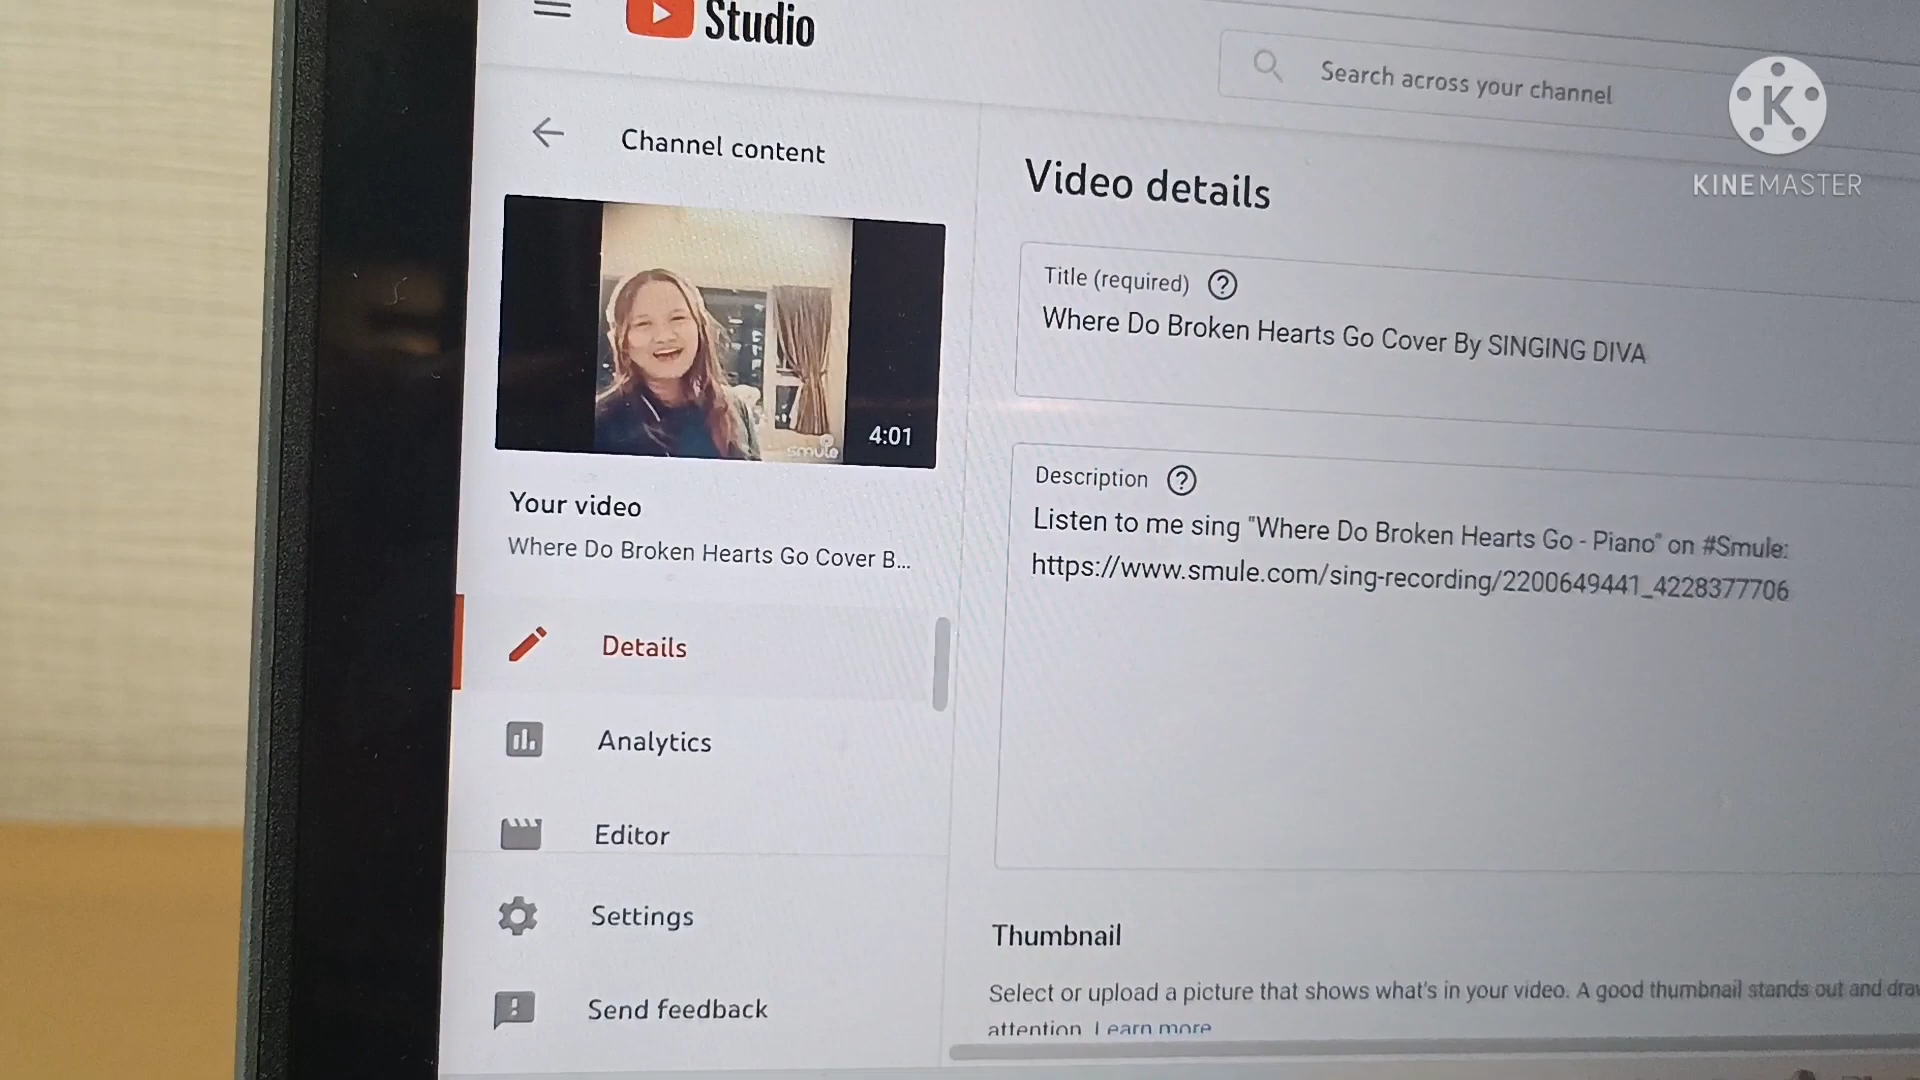 Studio
Search across your channel
K
KINEMASTER
Channel content
Video details
Title (required) ?
Where Do Broken Hearts Go Cover By SINGING DIVA
smule
4:01
Description ?
Listen to me sing "Where Do Broken Hearts Go - Piano" on #Smule:
https://www.smule.com/sing-recording/2200649441_4228377706
Your video
Where Do Broken Hearts Go Cover B...
Details
Analytics
Editor
Settings
Send feedback
Thumbnail
Select or upload a picture that shows what's in your video. A good thumbnail stands out and
attention. Learn more